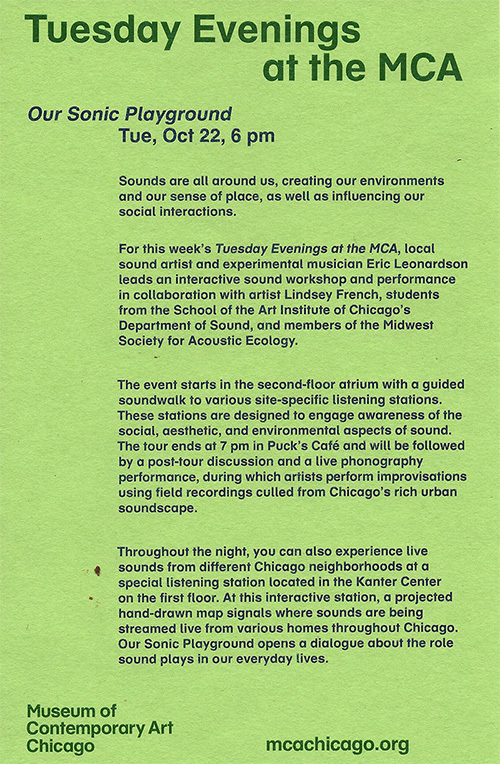 Tuesday Evenings
at the MCA
Our Sonic Playground
Tue, Oct 22, 6 pm
Sounds are all around us, creating our environments
and our sense of place, as well as influencing our
social interactions.
For this week's Tuesday Evenings at the MCA, local
sound artist and experimental musician Eric Leonardson
leads an interactive sound workshop and performance
in collaboration with artist Lindsey French, students
from the School of the Art Institute of Chicago's
Department of Sound, and members of the Midwest
Society for Acoustic Ecology.
The event starts in the second-floor atrium with a guided
soundwalk to various site-specific listening stations.
These stations are designed to engage awareness of the
social, aesthetic, and environmental aspects of sound.
The tour ends at 7 pm in Puck's Café and will be followed
by a post-tour discussion and a live phonography
performance, during which artists perform improvisations
using field recordings culled from Chicago's rich urban
soundscape.
Throughout the night, you can also experience live
sounds from different Chicago neighborhoods at a
special listening station located in the Kanter Center
on the first floor. At this interactive station, a projected
hand-drawn map signals where sounds are being
streamed live from various homes throughout Chicago.
Our Sonic Playground opens a dialogue about the role
sound plays in our everyday lives.
Museum of
Contemporary Art
Chicago
mcachicago.org